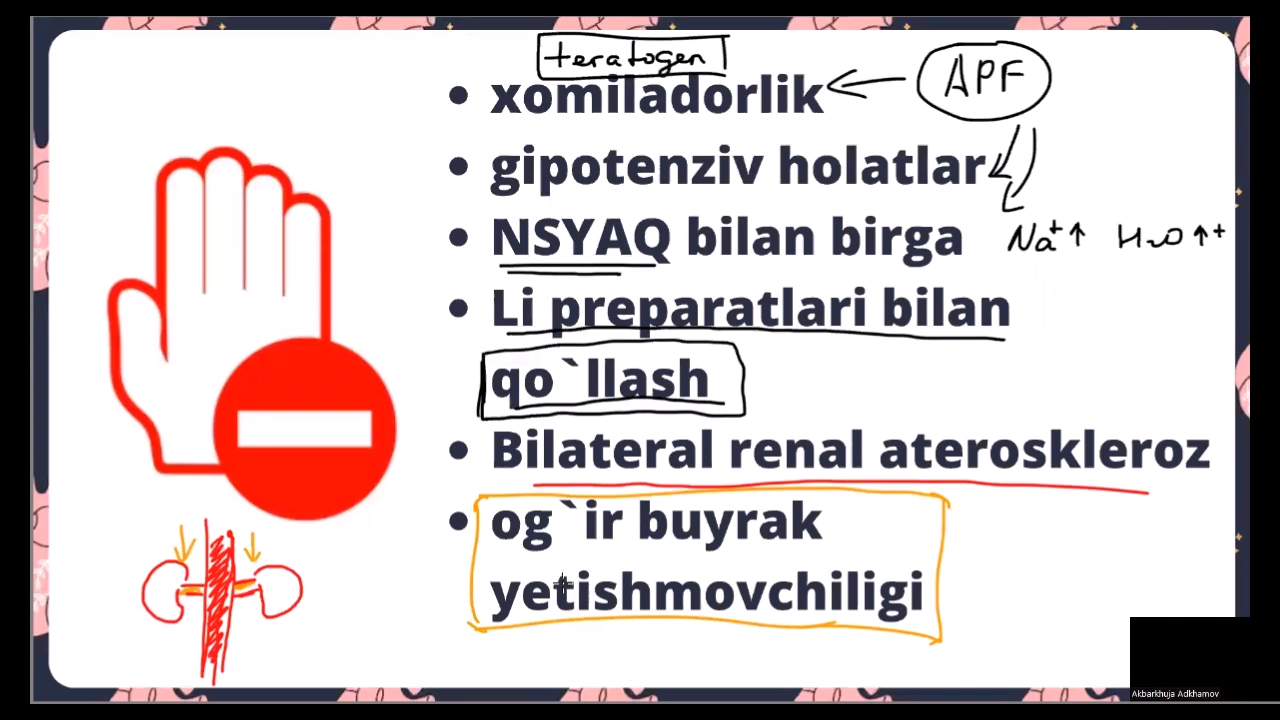 teratogen
• xomiladorlik
APF
• gipotenziv holatlar
• NSYAQ bilan birga
Na+↑ H2O↑+
• Li preparatlari bilan
qo`llash
• Bilateral renal ateroskleroz
• og`ir buyrak
yetishmovchiligi
Akbarkhuja Adkhamov